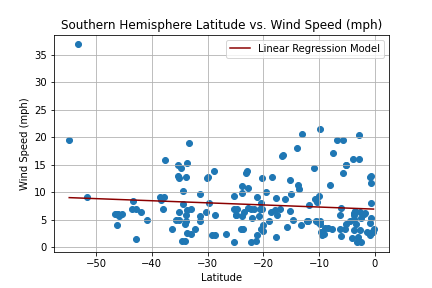 Southern Hemisphere Latitude vs. Wind Speed (mph)
Linear Regression Model
Wind Speed (mph)
35
30
25
20
15
10
5
0
−50 −40 −30 −20 −10 0
Latitude